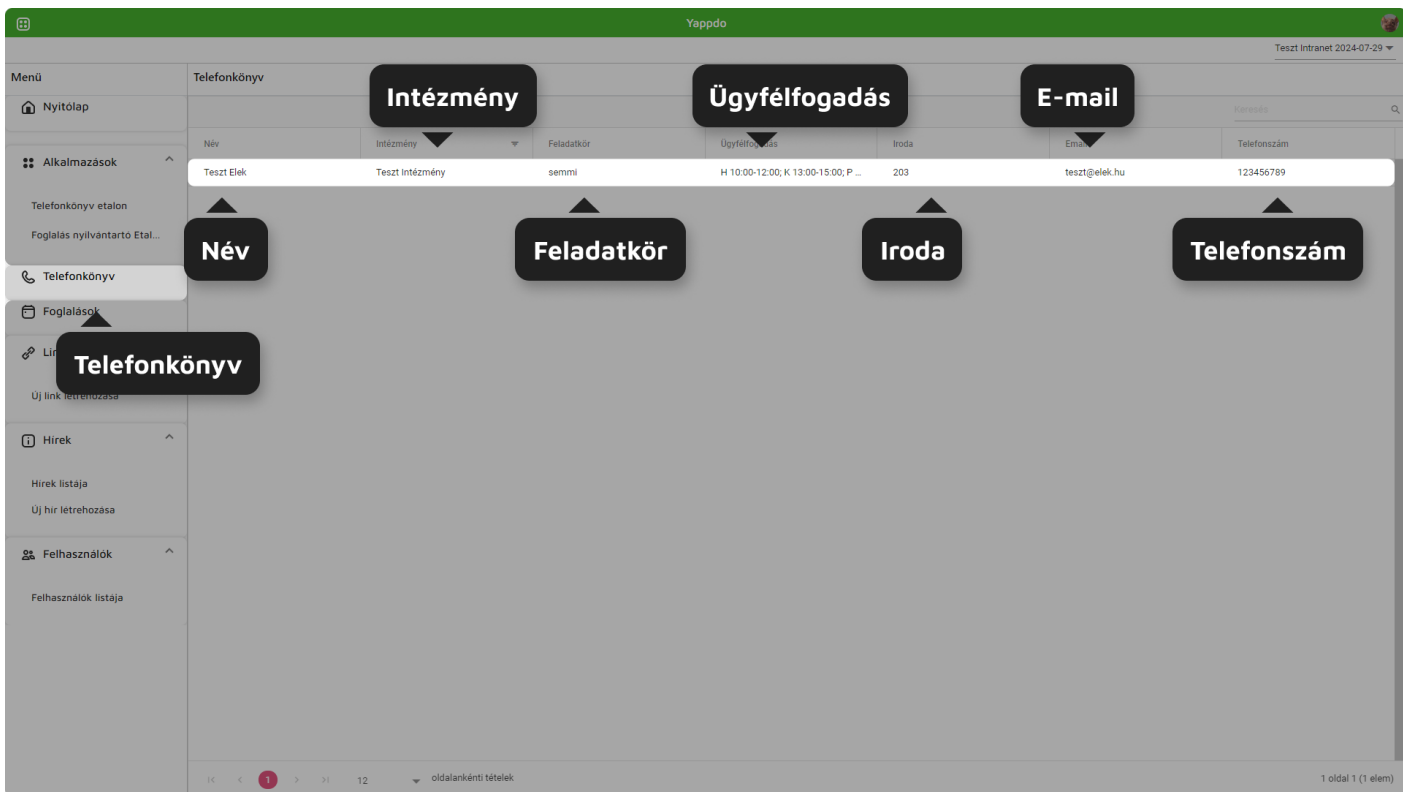 Yappdo
Teszt Intranet 2024-07-29
Menü
Telefonkönyv
Intézmény
Ügyfélfogadás
E-mail
Nyitólap
Keresés
Név
Intézmény
Feladatkör
Ügyfélfogadás
Iroda
Email
Telefonszám
Alkalmazások
Teszt Elek
Teszt Intézmény
semmi
H 10:00-12:00; K 13:00-15:00; P ...
203
teszt@elek.hu
123456789
Telefonkönyv etalon
Foglalás nyilvántartó Etal...
Név
Feladatkör
Iroda
Telefonszám
Telefonkönyv
Foglalások
Telefonkönyv
Új link létrehozása
Hírek
Hírek listája
Új hír létrehozása
Felhasználók
Felhasználók listája
1
12
oldalankénti tételek
1 oldal 1 (1 elem)